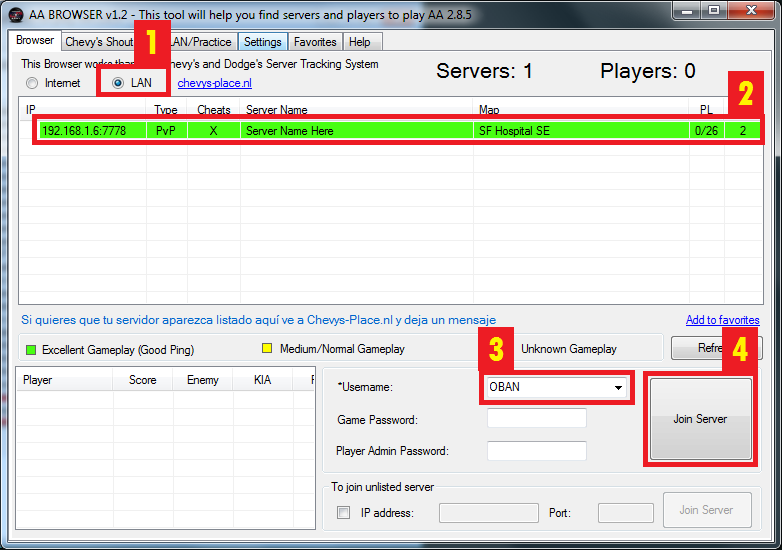 AA BROWSER v1.2 - This tool will help you find servers and players to play AA 2.8.5
Browser Chevy's Shout LAN/Practice Settings Favorites Help
1
This Browser works hevy's and Dodge's Server Tracking System
Servers: 1 Players: 0
Internet LAN chevys-place.nl
2
IP Type Cheats Server Name Map PL
192.168.1.6:7778 PvP X Server Name Here SF Hospital SE 0/26 2
Si quieres que tu servidor aparezca listado aquí ve a Chevys-Place.nl y deja un mensaje Add to favorites
3 4
Excellent Gameplay (Good Ping) Medium/Normal Gameplay Unknown Gameplay Refre
Player Score Enemy KIA
*Username: OBAN
Game Password:
Join Server
Player Admin Password:
To join unlisted server
IP address: Port: Join Server